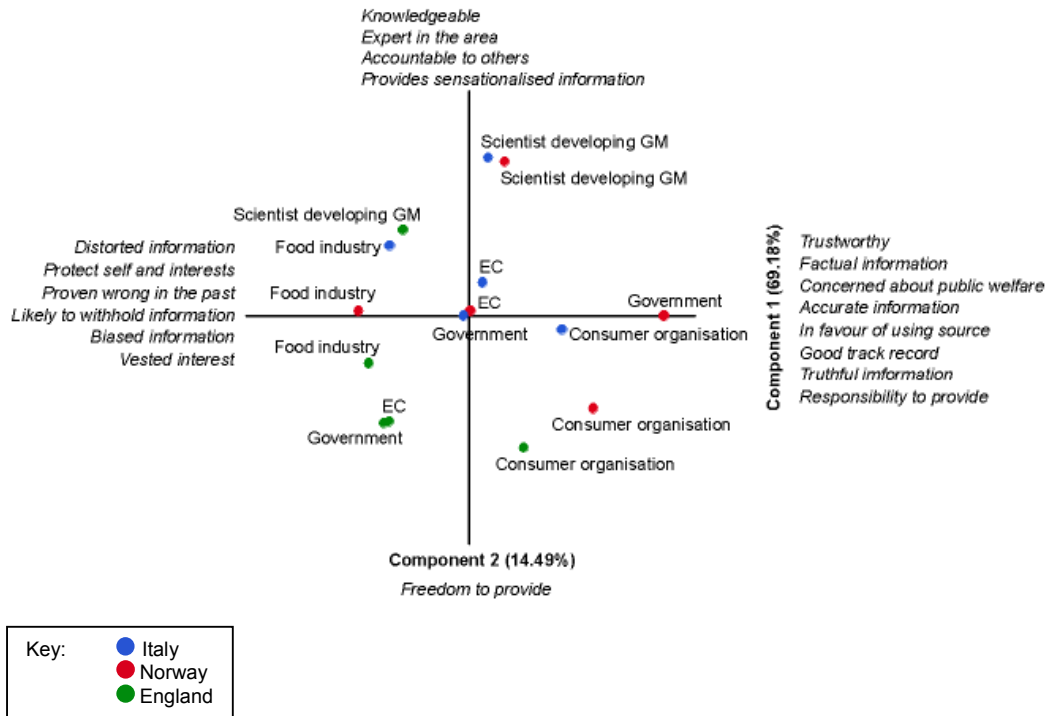 Knowledgeable
Expert in the area
Accountable to others
Provides sensationalised information
Scientist developing GM
Scientist developing GM
Scientist developing GM
Food industry
EC
Food industry
EC
Government
Government
Consumer organisation
Food industry
EC
Government
Consumer organisation
Consumer organisation
Distorted information
Protect self and interests
Proven wrong in the past
Likely to withhold information
Biased information
Vested interest
Component 1 (69.18%)
Trustworthy
Factual information
Concerned about public welfare
Accurate information
In favour of using source
Good track record
Truthful imformation
Responsibility to provide
Component 2 (14.49%)
Freedom to provide
Key:
Italy
Norway
England